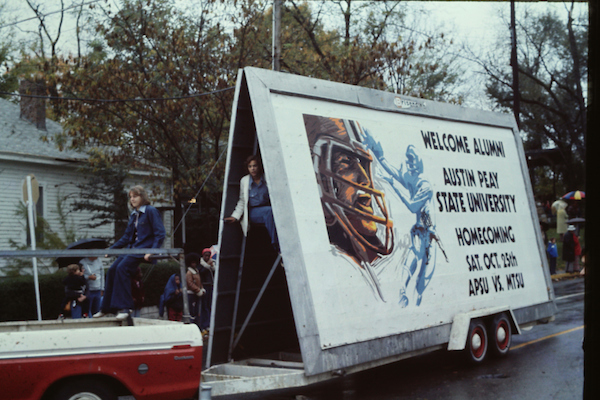 WELCOME ALUMNI
AUSTIN PEAY
STATE UNIVERSITY
HOMECOMING
SAT. OCT. 25TH
APSU VS. MTSU